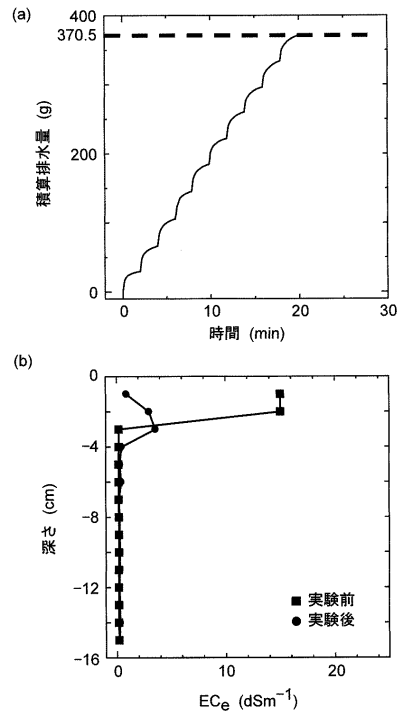 (a)
400
370.5
200
0
積算排水量 (g)
0 10 20 30
時間 (min)
(b)
0
−4
−8
−12
−16
深さ (cm)
実験前
実験後
0 10 20
ECe (dSm−1)